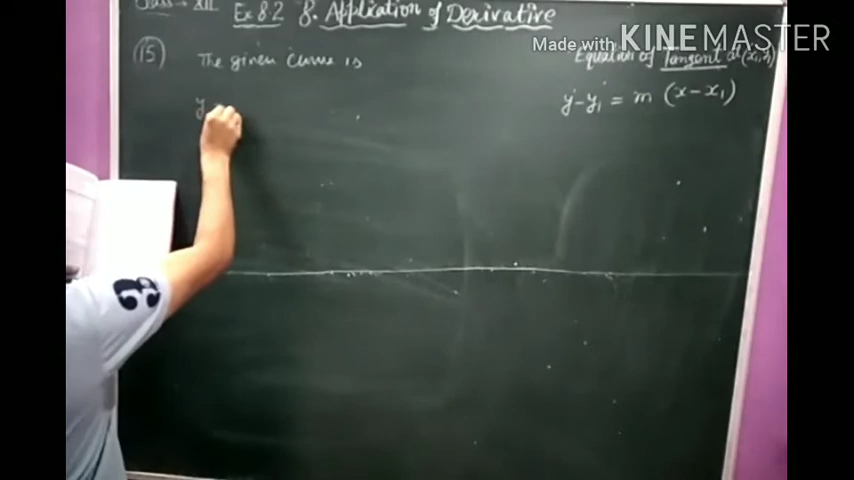 Class → XII Ex 8.2 8. Application of Derivative
Made with KINEMASTER
(15) The given curve is
Equation of Tangent at (x₁,y₁)
y
y - y₁ = m (x - x₁)